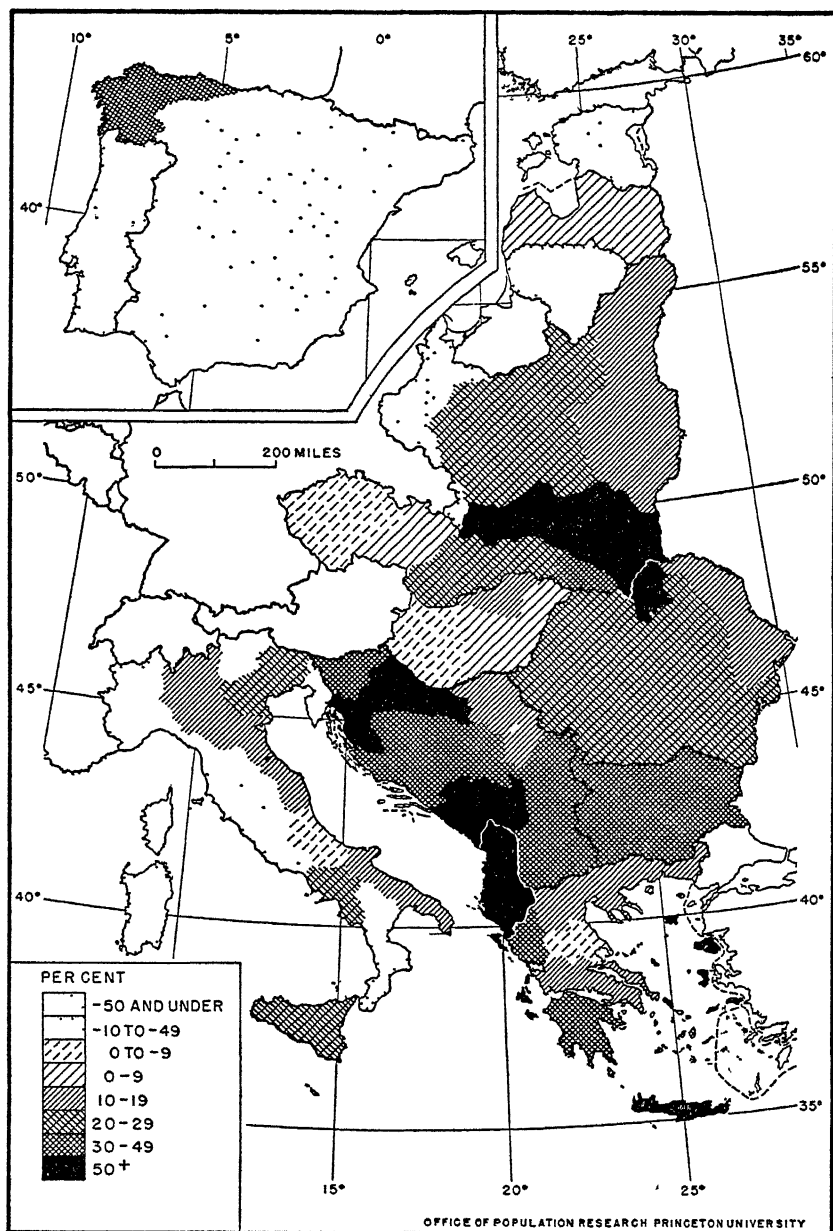 10° 5° 0° 25° 30° 35°
60°
40°
55°
0 200 MILES
50°
50°
45°
45°
40°
40°
PER CENT
-50 AND UNDER
-10 TO -49
0 TO -9
0-9
10-19
20-29
30-49
50+
35°
15° 20° 25°
OFFICE OF POPULATION RESEARCH PRINCETON UNIVERSITY